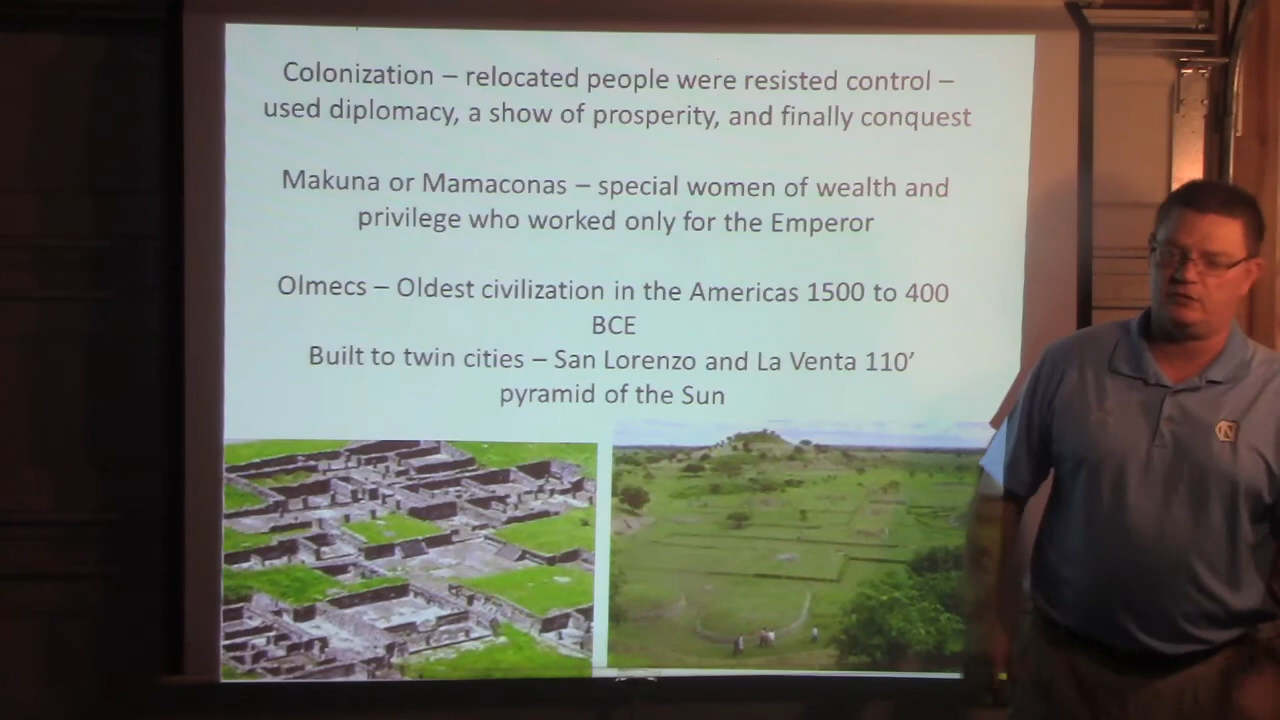 Colonization – relocated people were resisted control –
used diplomacy, a show of prosperity, and finally conquest
Makuna or Mamaconas – special women of wealth and
privilege who worked only for the Emperor
Olmecs – Oldest civilization in the Americas 1500 to 400
BCE
Built to twin cities – San Lorenzo and La Venta 110’
pyramid of the Sun